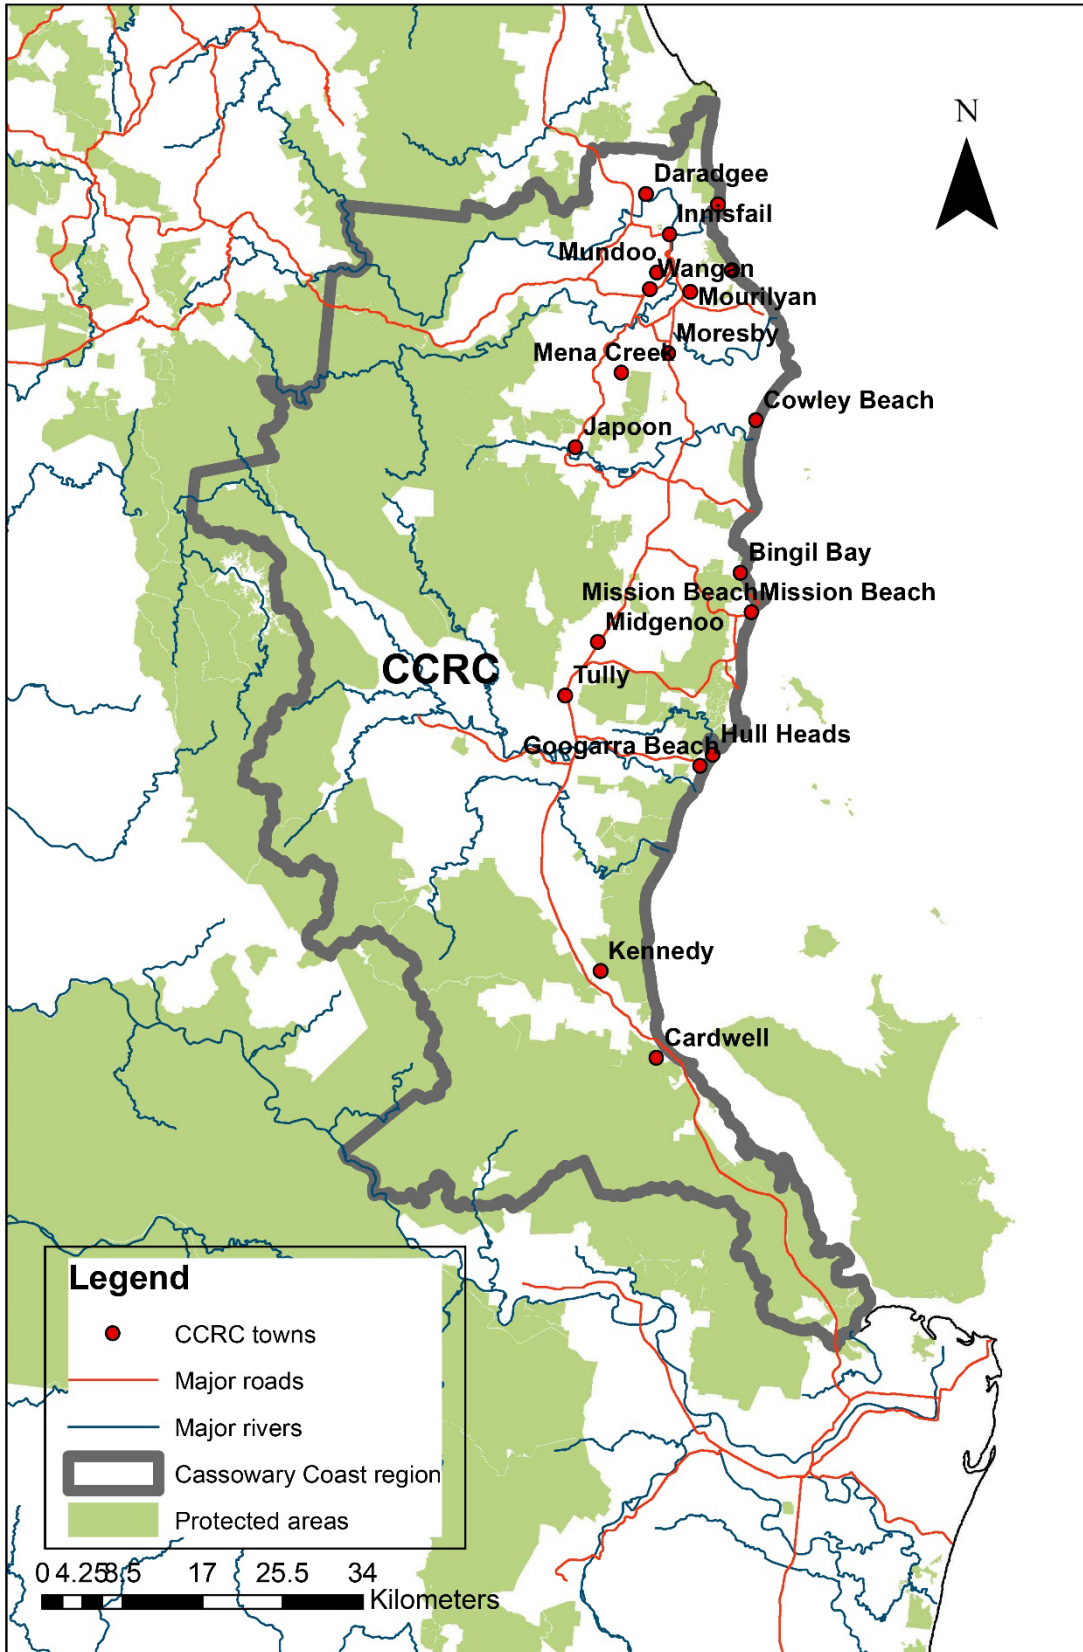 N
Daradgee
Innisfail
Mundoo
Wangan
Mourilyan
Moresby
Mena Creek
Cowley Beach
Japoon
Bingil Bay
Mission Beach Mission Beach
Midgenoo
CCRC
Tully
Hull Heads
Googarra Beach
Kennedy
Cardwell
Legend
CCRC towns
Major roads
Major rivers
Cassowary Coast region
Protected areas
0 4.25 8.5 17 25.5 34
Kilometers